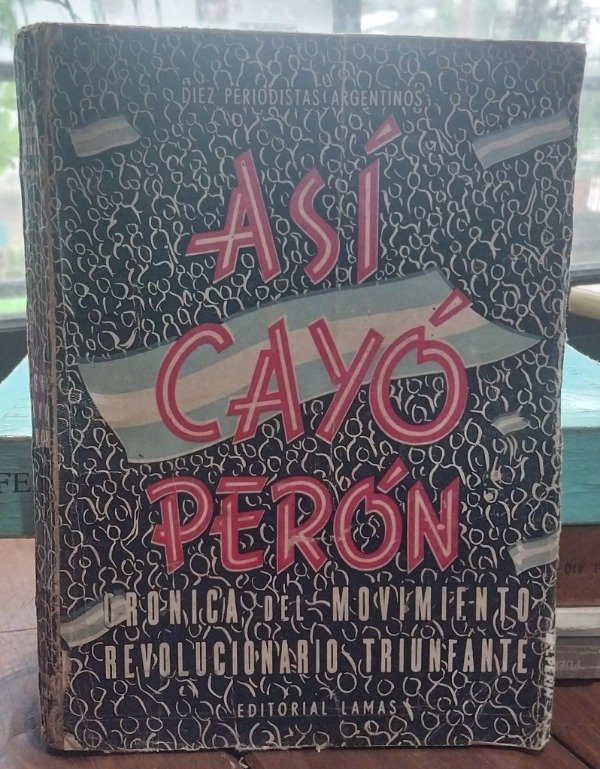 DIEZ PERIODISTAS ARGENTINOS
ASÍ
CAYÓ
PERÓN
CRONICA DEL MOVIMIENTO
REVOLUCIONARIO TRIUNFANTE
EDITORIAL LAMAS